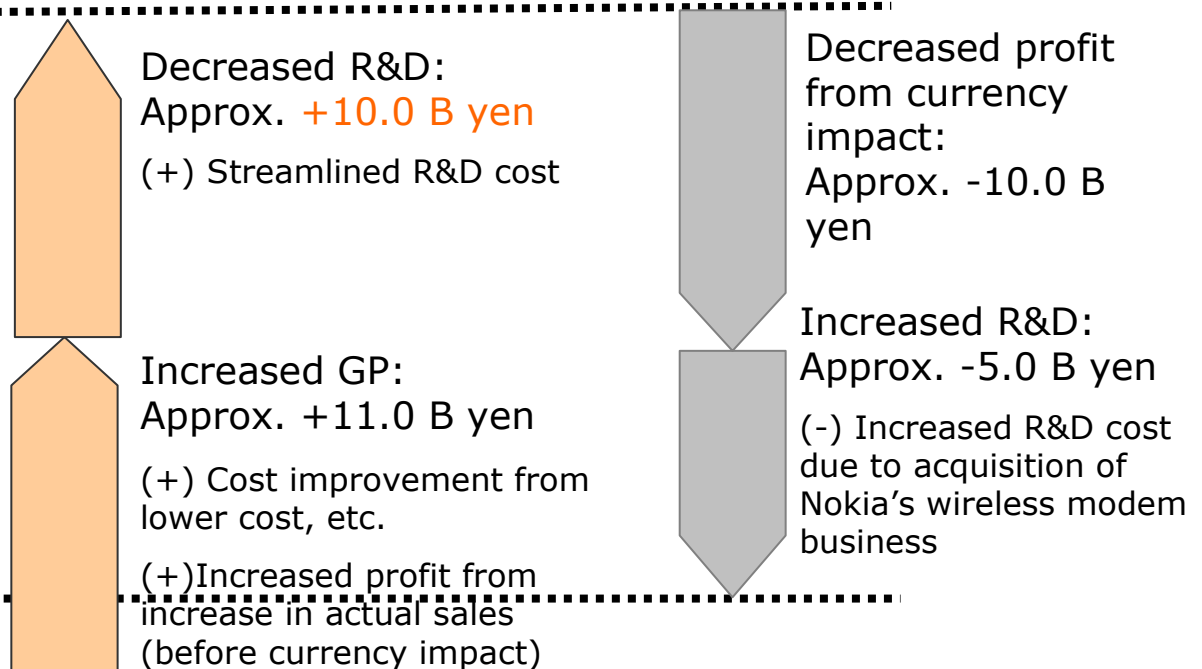 Decreased R&D:
Approx. +10.0 B yen
(+) Streamlined R&D cost
Increased GP:
Approx. +11.0 B yen
(+) Cost improvement from
lower cost, etc.
(+)Increased profit from
increase in actual sales
(before currency impact)
Decreased profit
from currency
impact:
Approx. -10.0 B
yen
Increased R&D:
Approx. -5.0 B yen
(-) Increased R&D cost
due to acquisition of
Nokia’s wireless modem
business